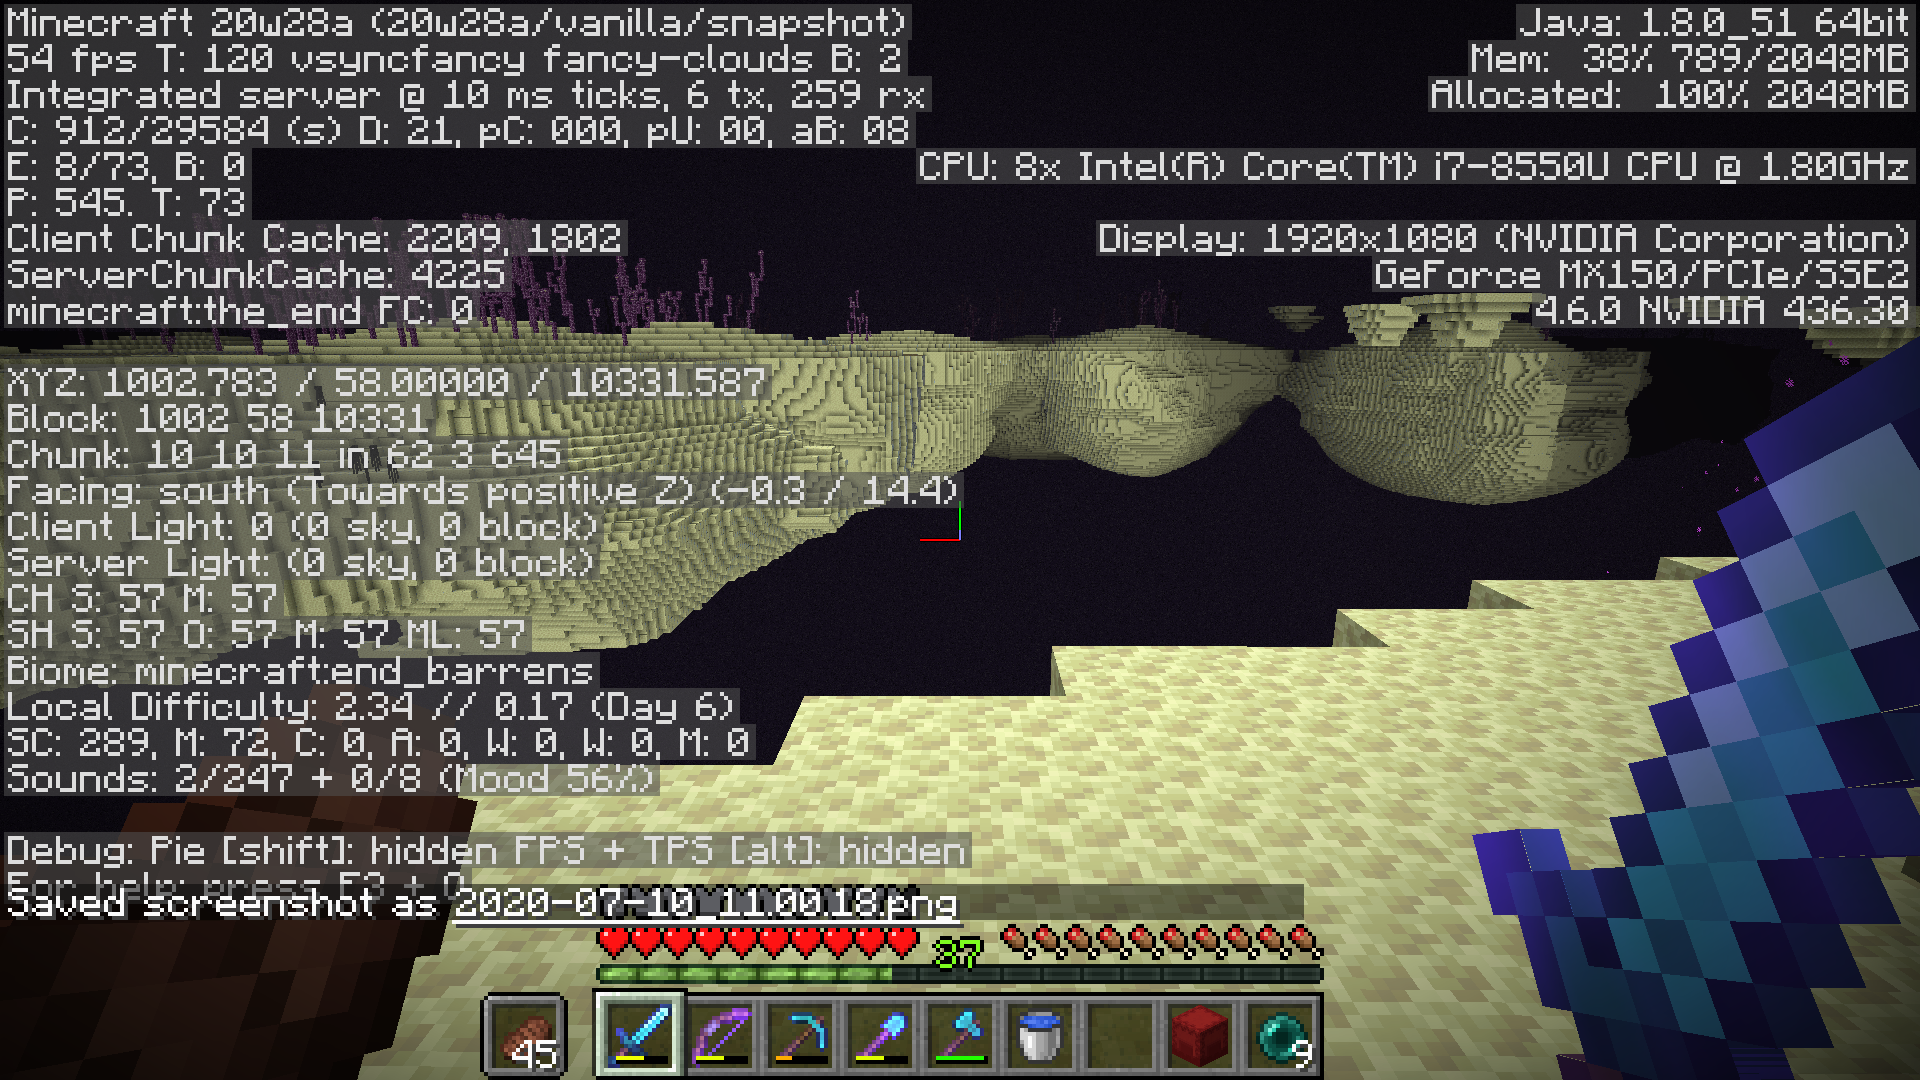 Minecraft 20w28a (20w28a/vanilla/snapshot)
54 fps T: 120 vsyncfancy fancy-clouds B: 2
Integrated server @ 10 ms ticks, 6 tx, 259 rx
C: 912/29584 (s) D: 21, pC: 000, pU: 00, aB: 08
E: 8/73, B: 0
P: 545. T: 73
Client Chunk Cache: 2209, 1802
ServerChunkCache: 4225
minecraft:the_end FC: 0
XYZ: 1002.783 / 58.00000 / 10331.587
Block: 1002 58 10331
Chunk: 10 10 11 in 62 3 645
Facing: south (Towards positive Z) (-0.3 / 14.4)
Client Light: 0 (0 sky, 0 block)
Server Light: (0 sky, 0 block)
CH S: 57 M: 57
SH S: 57 O: 57 M: 57 ML: 57
Biome: minecraft:end_barrens
Local Difficulty: 2.34 // 0.17 (Day 6)
SC: 289, M: 72, C: 0, A: 0, W: 0, W: 0, M: 0
Sounds: 2/247 + 0/8 (Mood 56%)
Debug: Pie [shift]: hidden FPS + TPS [alt]: hidden
For help: press F3 + Q
Saved screenshot as 2020-07-10_11.00.18.png
Java: 1.8.0_51 64bit
Mem: 38% 789/2048MB
Allocated: 100% 2048MB
CPU: 8x Intel(R) Core(TM) i7-8550U CPU @ 1.80GHz
Display: 1920x1080 (NVIDIA Corporation)
GeForce MX150/PCIe/SSE2
4.6.0 NVIDIA 436.30
37
45
9